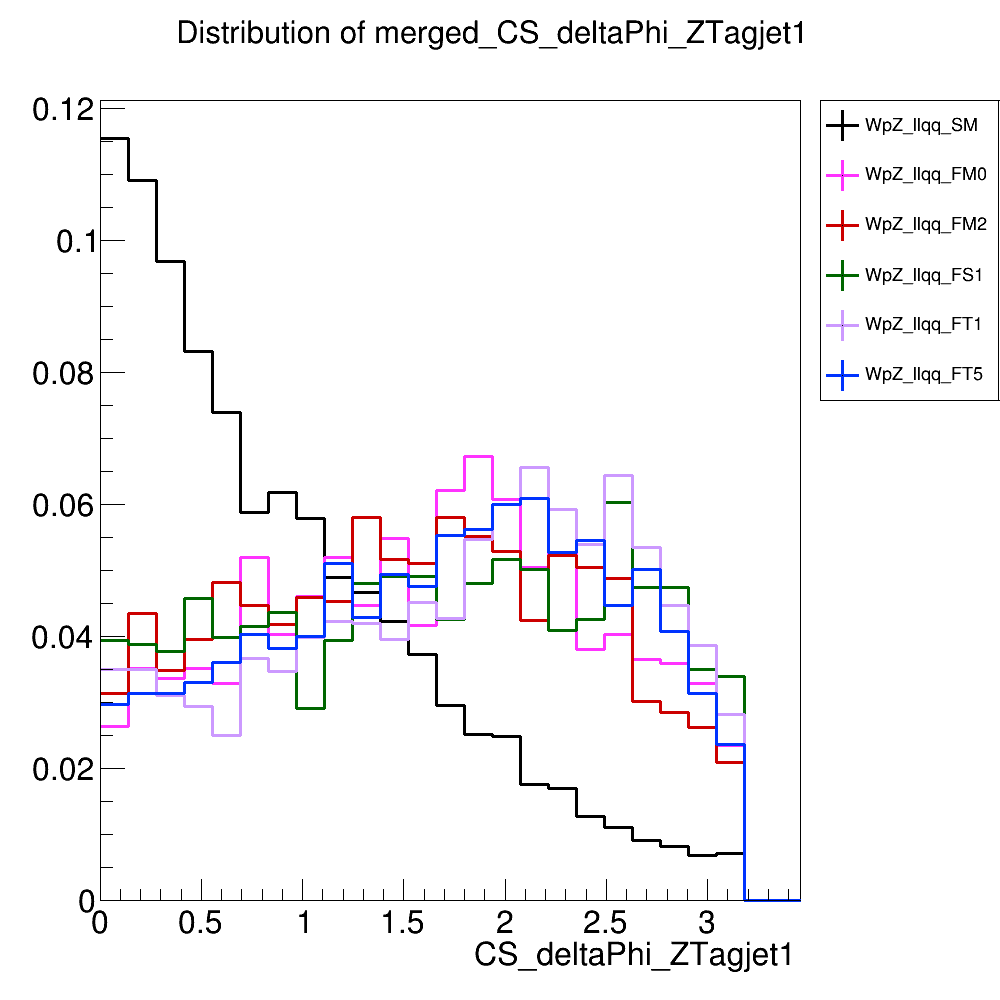 Distribution of merged_CS_deltaPhi_ZTagjet1
0.12
0.1
0.08
0.06
0.04
0.02
0
0 0.5 1 1.5 2 2.5 3
CS_deltaPhi_ZTagjet1
WpZ_llqq_SM
WpZ_llqq_FM0
WpZ_llqq_FM2
WpZ_llqq_FS1
WpZ_llqq_FT1
WpZ_llqq_FT5